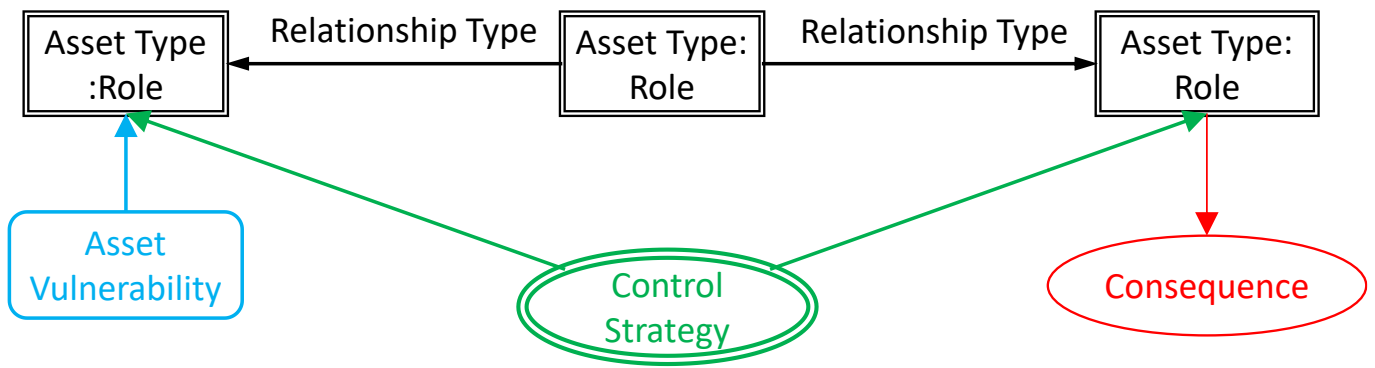 Asset Type
:Role
Relationship Type
Asset Type:
Role
Relationship Type
Asset Type:
Role
Asset
Vulnerability
Control
Strategy
Consequence